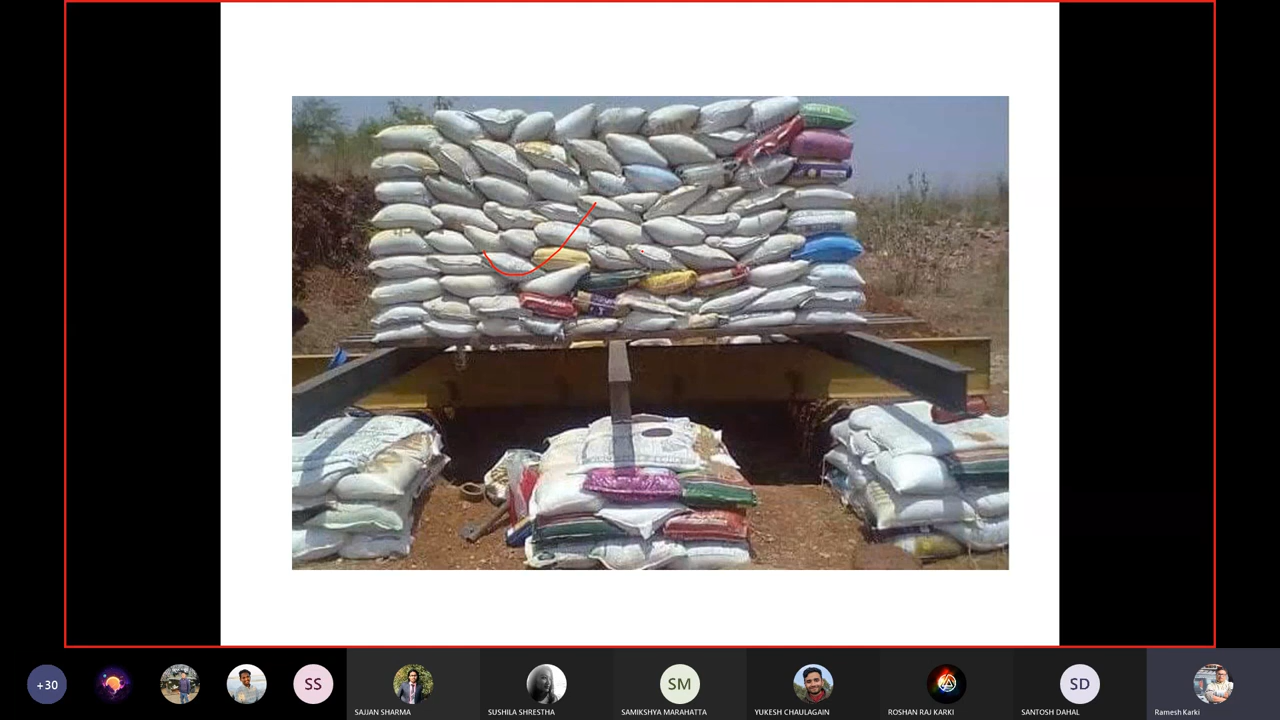 +30
SS
SAJJAN SHARMA
SUSHILA SHRESTHA
SM
SAMIKSHYA MARAHATTA
YUKESH CHAULAGAIN
ROSHAN RAJ KARKI
SD
SANTOSH DAHAL
Ramesh Karki